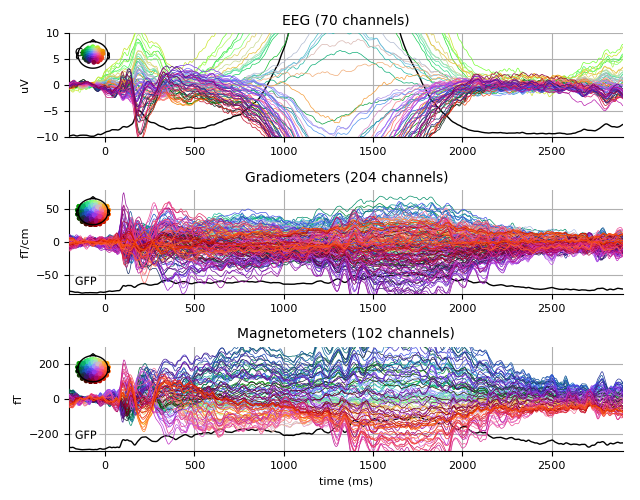 EEG (70 channels)
10
5
0
−5
−10
uV
0 500 1000 1500 2000 2500
Gradiometers (204 channels)
50
0
−50
fT/cm
GFP
0 500 1000 1500 2000 2500
Magnetometers (102 channels)
200
0
−200
fT
GFP
0 500 1000 1500 2000 2500
time (ms)